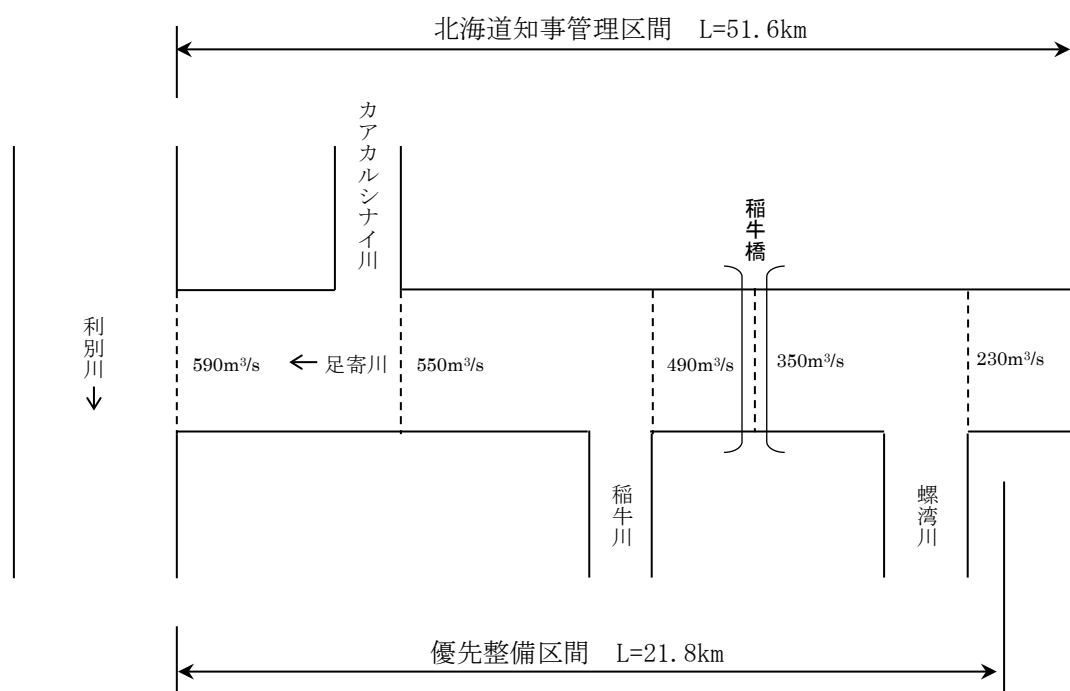 北海道知事管理区間　L=51.6km
カアカルシナイ川
稲牛橋
利別川
590m³/s
足寄川
550m³/s
490m³/s
350m³/s
230m³/s
稲牛川
螺湾川
優先整備区間　L=21.8km